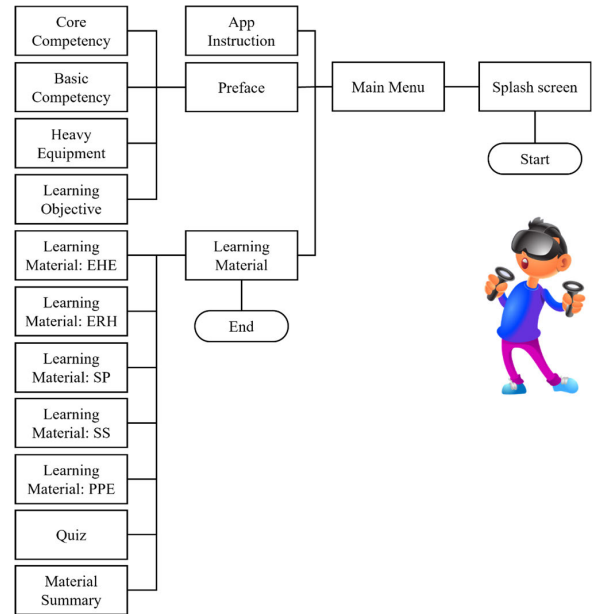 Core
Competency
App
Instruction
Basic
Competency
Preface
Main Menu
Splash screen
Heavy
Equipment
Start
Learning
Objective
Learning
Material: EHE
Learning
Material
Learning
Material: ERH
End
Learning
Material: SP
Learning
Material: SS
Learning
Material: PPE
Quiz
Material
Summary